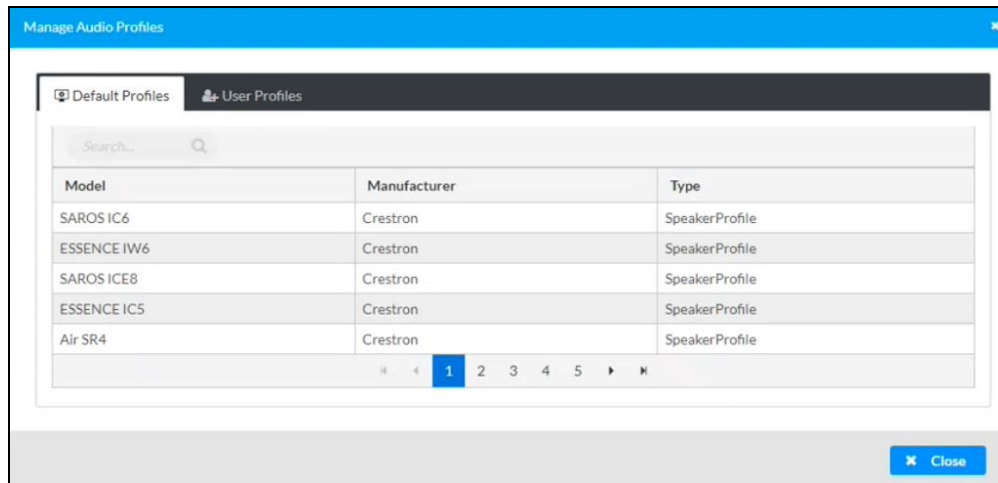 Manage Audio Profiles
Default Profiles User Profiles
Search...
Model Manufacturer Type
SAROS IC6 Crestron SpeakerProfile
ESSENCE IW6 Crestron SpeakerProfile
SAROS ICE8 Crestron SpeakerProfile
ESSENCE IC5 Crestron SpeakerProfile
Air SR4 Crestron SpeakerProfile
1 2 3 4 5
Close